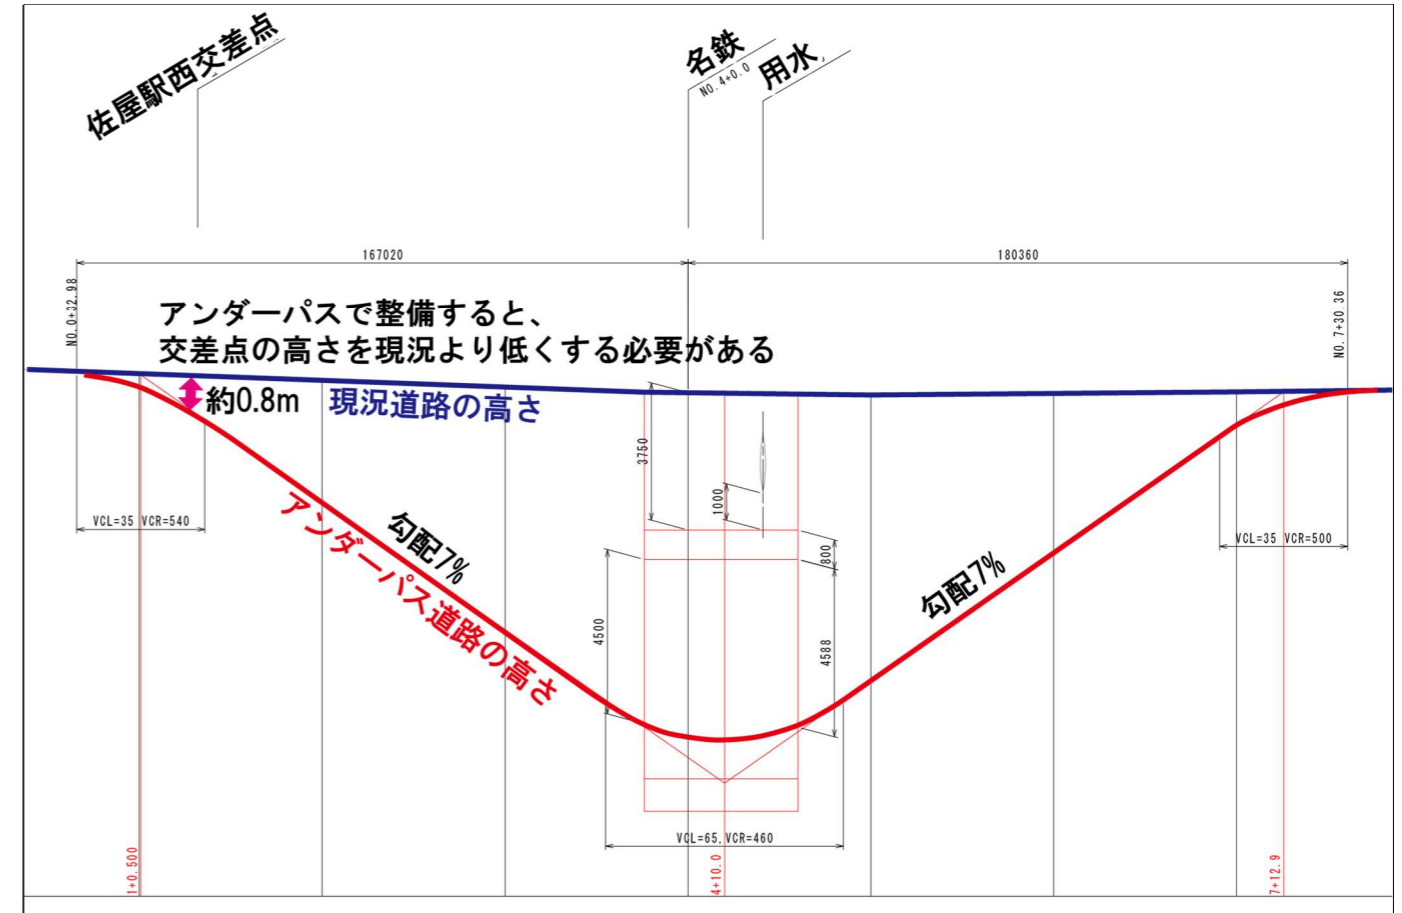 佐屋駅西交差点
名鉄
NO.4+0.0
用水
167020
180360
NO.0+32.98
NO.7+30.36
アンダーパスで整備すると、
交差点の高さを現況より低くする必要がある
約0.8m
現況道路の高さ
3750
1000
800
VCL=35 VCR=540
VCL=35 VCR=500
勾配7%
アンダーパス道路の高さ
勾配7%
4500
4588
VCL=65.VCR=460
1+0.500
4+10.0
7+12.9